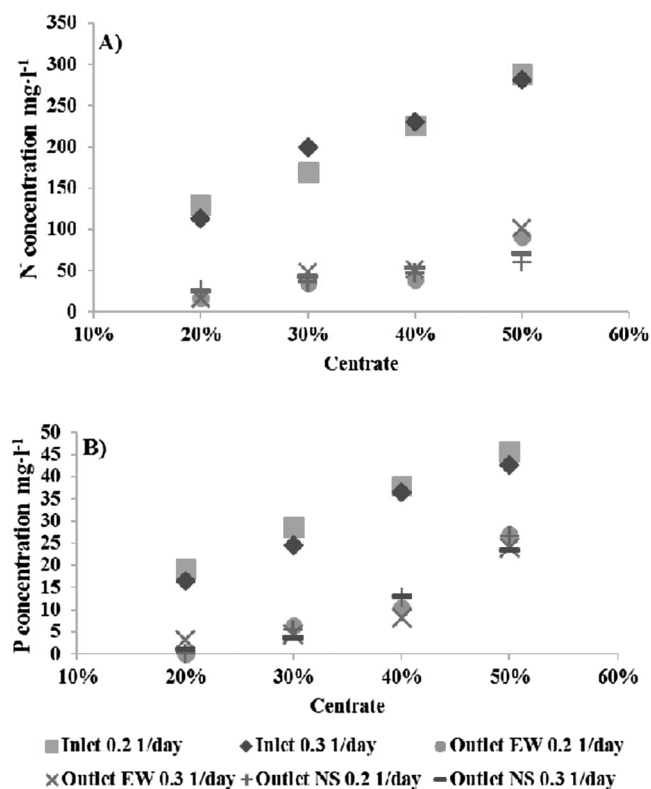 A)
N concentration mg·l-1
350
300
250
200
150
100
50
0
10% 20% 30% 40% 50% 60%
Centrate
B)
P concentration mg·l-1
50
45
40
35
30
25
20
15
10
5
0
10% 20% 30% 40% 50% 60%
Centrate
Inlet 0.2 1/day Inlet 0.3 1/day Outlet EW 0.2 1/day
Outlet EW 0.3 1/day Outlet NS 0.2 1/day Outlet NS 0.3 1/day